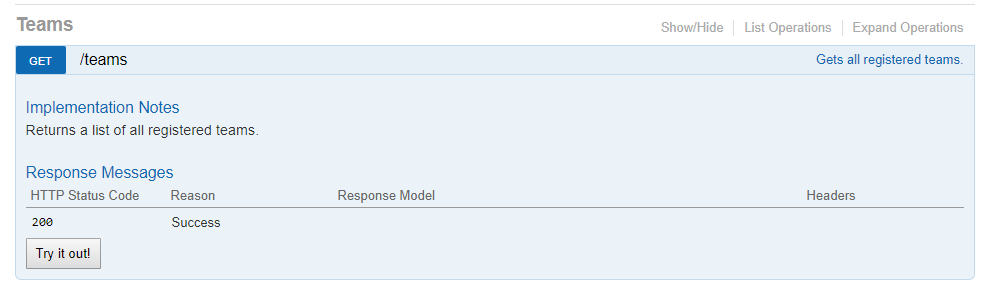 Teams
Show/Hide List Operations Expand Operations
GET /teams Gets all registered teams.
Implementation Notes
Returns a list of all registered teams.
Response Messages
HTTP Status Code Reason Response Model Headers
200 Success
Try it out!